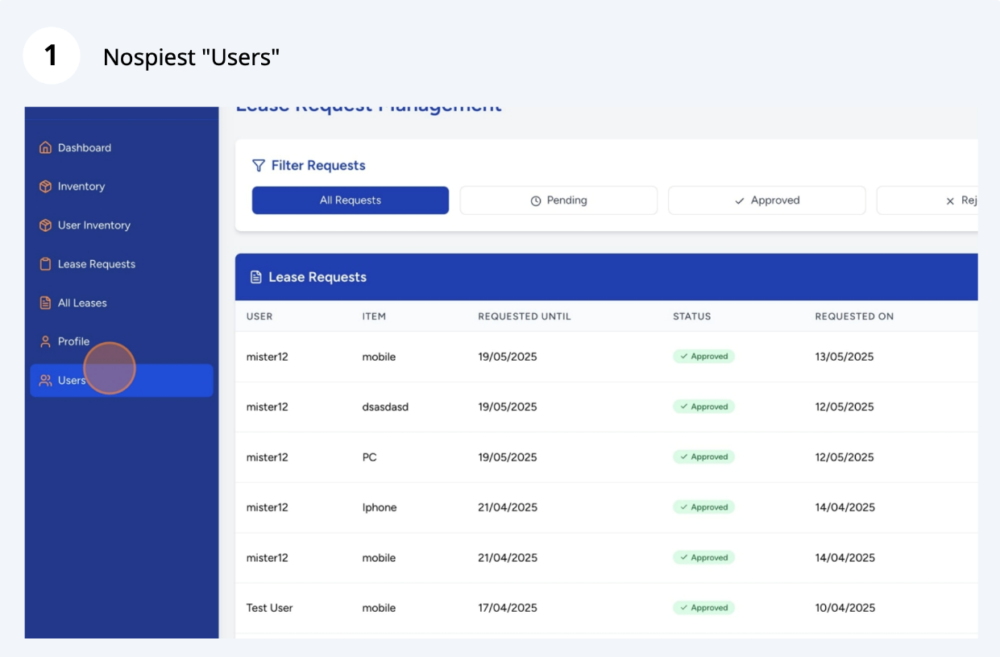 1 Nospiest "Users"
Lease Request Management
Dashboard
Inventory
User Inventory
Lease Requests
All Leases
Profile
Users
Filter Requests
All Requests Pending Approved Rej
Lease Requests
USER ITEM REQUESTED UNTIL STATUS REQUESTED ON
mister12 mobile 19/05/2025 Approved 13/05/2025
mister12 dsasdasd 19/05/2025 Approved 12/05/2025
mister12 PC 19/05/2025 Approved 12/05/2025
mister12 Iphone 21/04/2025 Approved 14/04/2025
mister12 mobile 21/04/2025 Approved 14/04/2025
Test User mobile 17/04/2025 Approved 10/04/2025